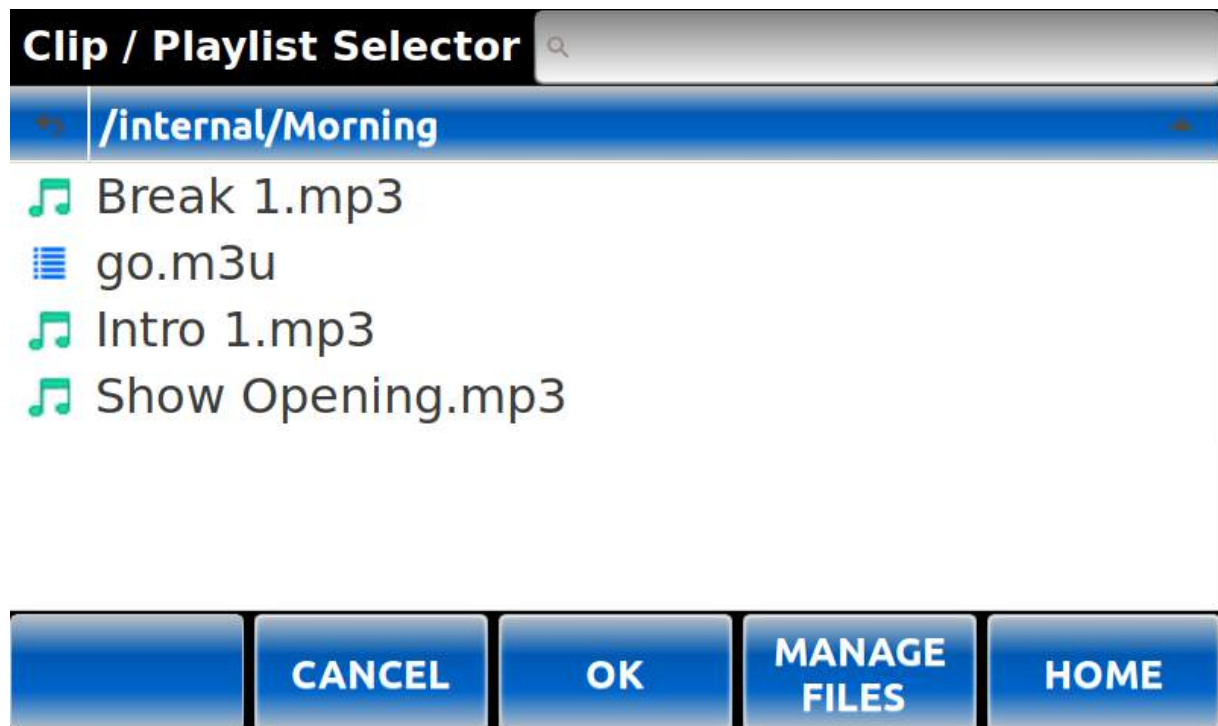 Clip / Playlist Selector
/internal/Morning
Break 1.mp3
go.m3u
Intro 1.mp3
Show Opening.mp3
CANCEL
OK
MANAGE
FILES
HOME